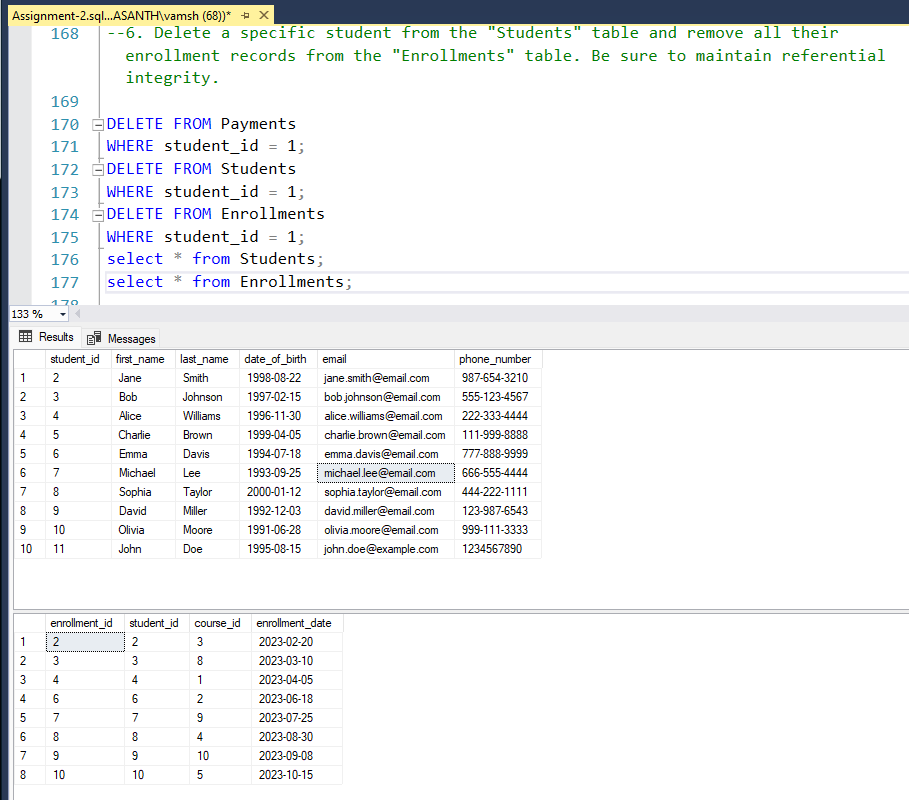 Assignment-2.sql...ASANTH\vamsh (68))*
168 --6. Delete a specific student from the "Students" table and remove all their
enrollment records from the "Enrollments" table. Be sure to maintain referential
integrity.
169
170 DELETE FROM Payments
171 WHERE student_id = 1;
172 DELETE FROM Students
173 WHERE student_id = 1;
174 DELETE FROM Enrollments
175 WHERE student_id = 1;
176 select * from Students;
177 select * from Enrollments;
178
133 %
Results Messages
student_id first_name last_name date_of_birth email phone_number
1 2 Jane Smith 1998-08-22 jane.smith@email.com 987-654-3210
2 3 Bob Johnson 1997-02-15 bob.johnson@email.com 555-123-4567
3 4 Alice Williams 1996-11-30 alice.williams@email.com 222-333-4444
4 5 Charlie Brown 1999-04-05 charlie.brown@email.com 111-999-8888
5 6 Emma Davis 1994-07-18 emma.davis@email.com 777-888-9999
6 7 Michael Lee 1993-09-25 michael.lee@email.com 666-555-4444
7 8 Sophia Taylor 2000-01-12 sophia.taylor@email.com 444-222-1111
8 9 David Miller 1992-12-03 david.miller@email.com 123-987-6543
9 10 Olivia Moore 1991-06-28 olivia.moore@email.com 999-111-3333
10 11 John Doe 1995-08-15 john.doe@example.com 1234567890
enrollment_id student_id course_id enrollment_date
1 2 2 3 2023-02-20
2 3 3 8 2023-03-10
3 4 4 1 2023-04-05
4 6 6 2 2023-06-18
5 7 7 9 2023-07-25
6 8 8 4 2023-08-30
7 9 9 10 2023-09-08
8 10 10 5 2023-10-15